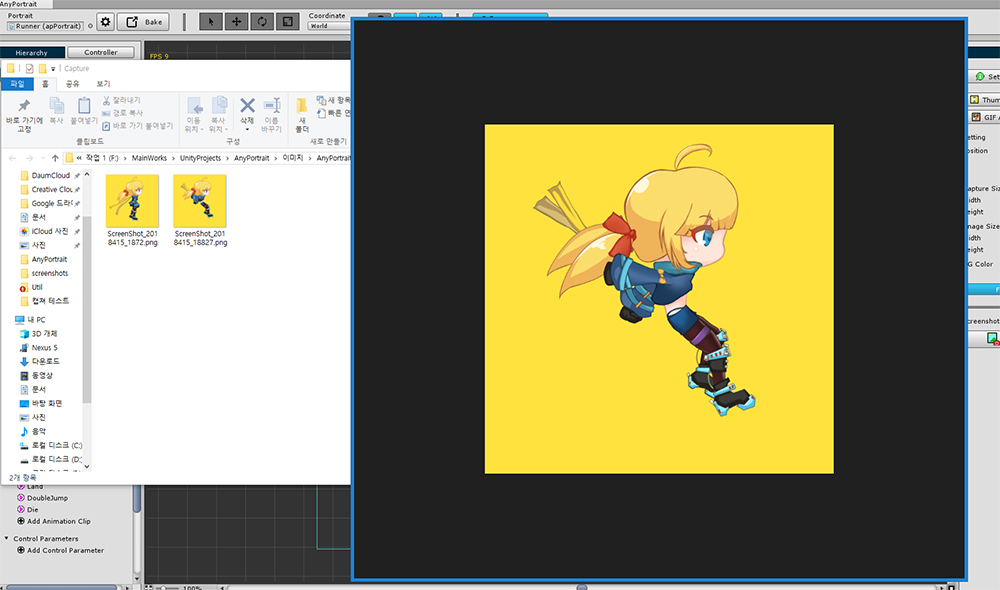 AnyPortrait
Portrait
Runner (apPortrait)
Bake
Coordinate
World
Hierarchy
Controller
FPS 9
Capture
파일
홈
공유
보기
바로 가기에
고정
복사
붙여넣기
잘라내기
경로 복사
바로 가기 붙여넣기
클립보드
이동
위치
복사
위치
삭제
이름
바꾸기
구성
새
폴더
새 항목
빠른 연
새로 만들기
« 작업 1 (F:) › MainWorks › UnityProjects › AnyPortrait › 이미지 › AnyPortrait
DaumCloud
Creative Clou
Google 드라이
문서
iCloud 사진
사진
AnyPortrait
screenshots
Util
캡쳐 테스트
내 PC
3D 개체
Nexus 5
다운로드
동영상
문서
바탕 화면
사진
음악
로컬 디스크 (C:)
로컬 디스크 (D:)
ScreenShot_201
8415_1872.png
ScreenShot_201
8415_18827.png
2개 항목
Land
DoubleJump
Die
Add Animation Clip
Control Parameters
Add Control Parameter
100%
Set
Thum
GIF A
etting
osition
apture Siz
idth
eight
mage Size
idth
eight
G Color
F
creenshot